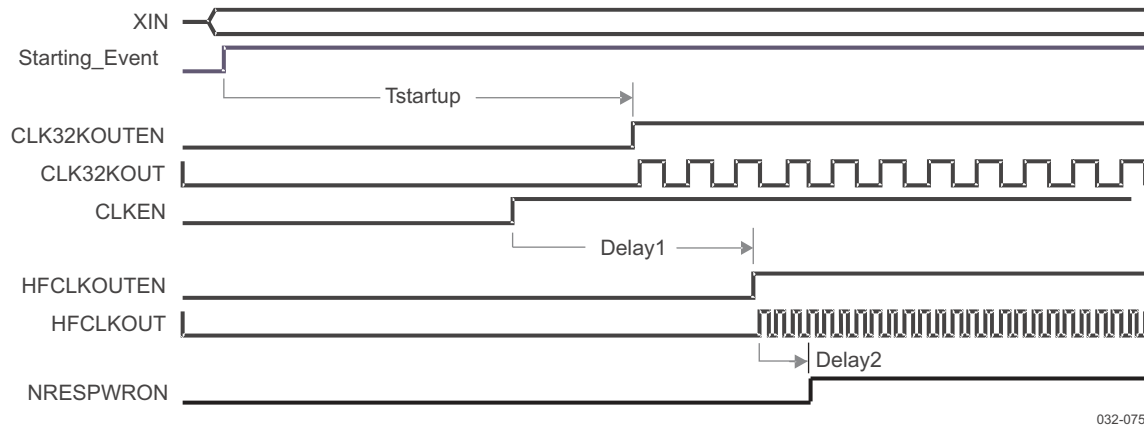 XIN
Starting_Event
Tstartup
CLK32KOUTEN
CLK32KOUT
CLKEN
Delay1
HFCLKOUTEN
HFCLKOUT
Delay2
NRESPWRON
032-075